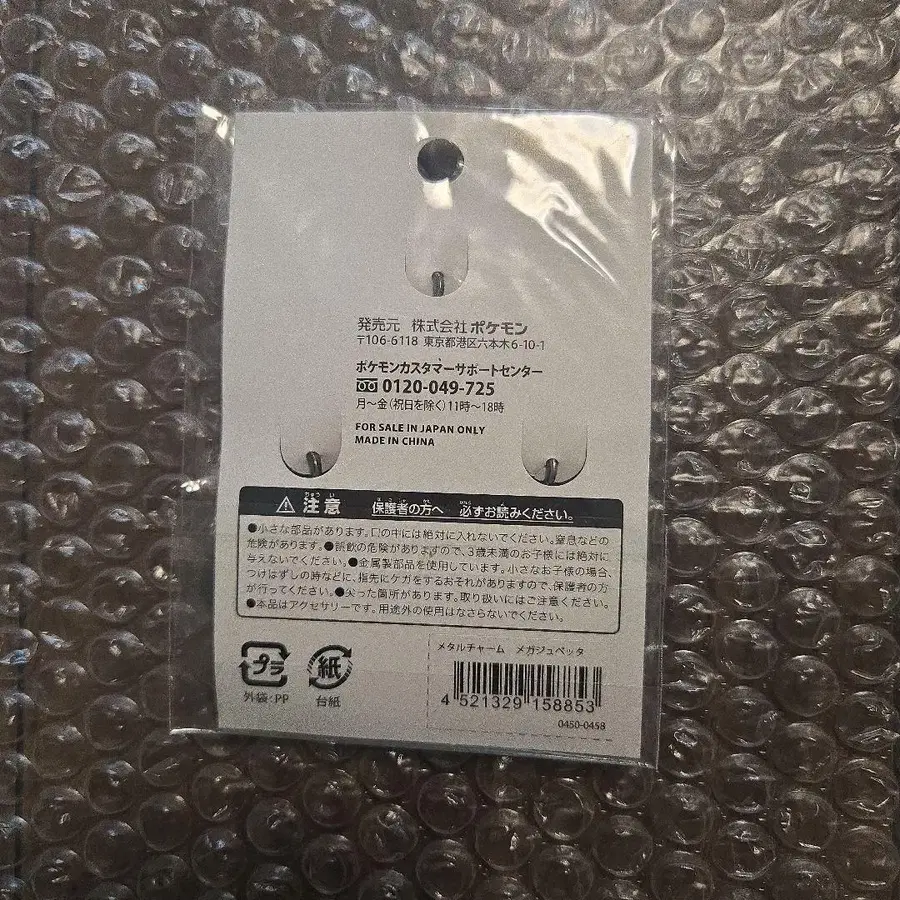 発売元 株式会社ポケモン
〒106-6118 東京都港区六本木6-10-1
ポケモンカスタマーサポートセンター
0120-049-725
月〜金(祝日を除く)11時〜18時
FOR SALE IN JAPAN ONLY
MADE IN CHINA
注意 保護者の方へ 必ずお読みください。
●小さな部品があります。口の中には絶対に入れないでください。窒息などの
危険があります。●誤飲の危険がありますので、3歳未満のお子様には絶対に
与えないでください。●金属製部品を使用しています。小さなお子様の場合、
つけはずしの時などに、指先にケガをするおそれがありますので、保護者の方
が行ってください。●尖った箇所があります。取り扱いにはご注意ください。
●本品はアクセサリーです。用途外の使用はなさらないでください。
プラ
外袋:PP
紙
台紙
メタルチャーム メガジュペッタ
4 521329 158853
0450-0458